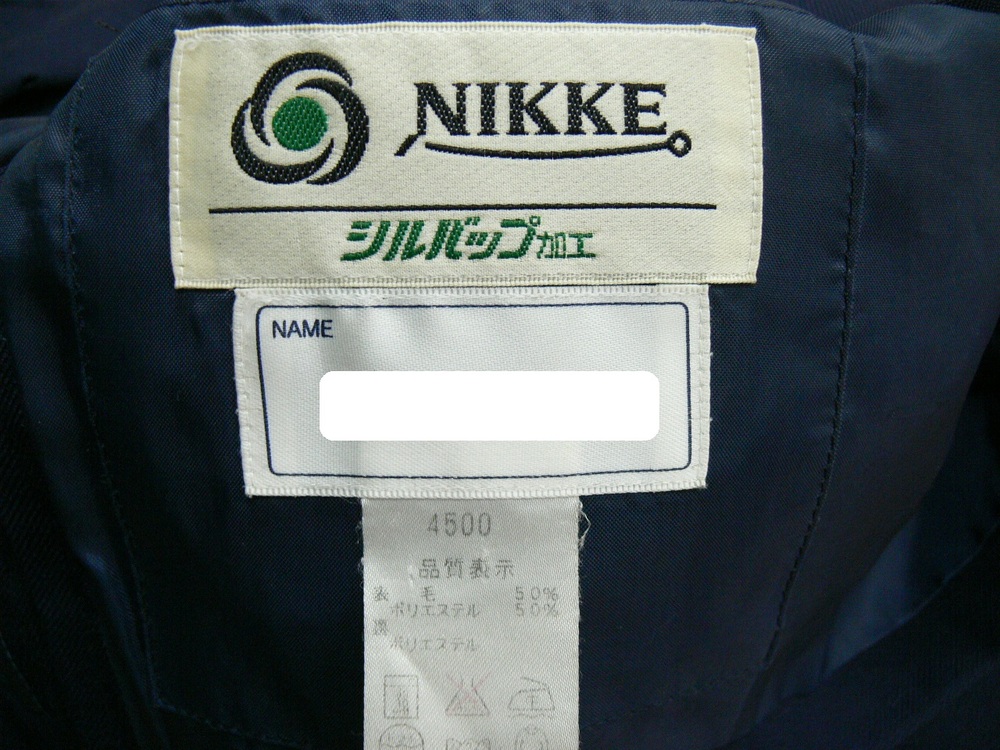 NIKKE
シルバップ加工
NAME
4500
品質表示
表 毛 50%
ポリエステル 50%
裏
ポリエステル